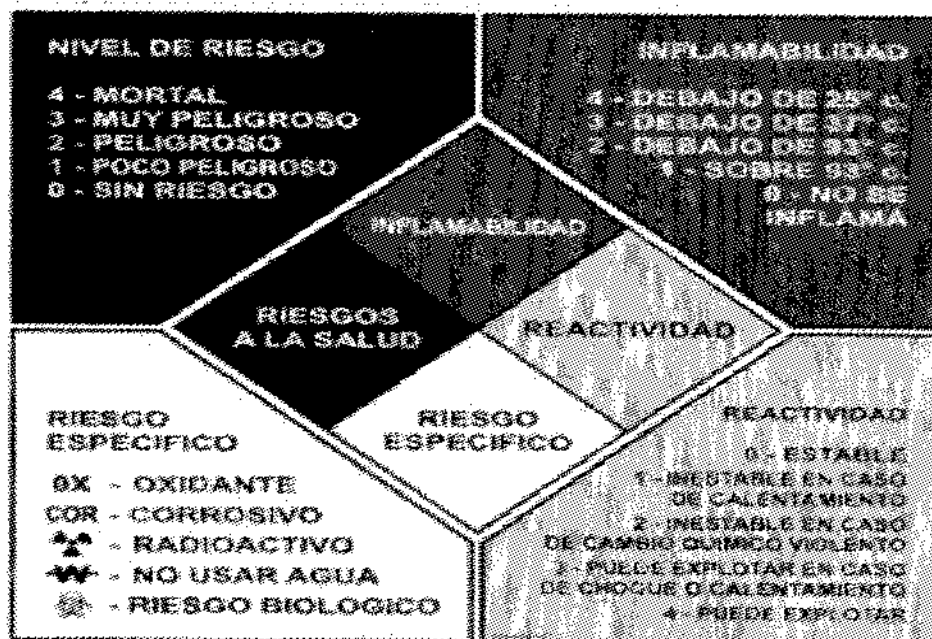 NIVEL DE RIESGO
4 - MORTAL
3 - MUY PELIGROSO
2 - PELIGROSO
1 - POCO PELIGROSO
0 - SIN RIESGO
INFLAMABILIDAD
4 - DEBAJO DE 25° C.
3 - DEBAJO DE 37° C.
2 - DEBAJO DE 93° C.
1 - SOBRE 93° C.
0 - NO SE
INFLAMA
INFLAMABILIDAD
RIESGOS
A LA SALUD
REACTIVIDAD
RIESGO
ESPECIFICO
RIESGO
ESPECIFICO
OX - OXIDANTE
COR - CORROSIVO
- RADIOACTIVO
W - NO USAR AGUA
- RIESGO BIOLOGICO
REACTIVIDAD
0 - ESTABLE
1 - INESTABLE EN CASO
DE CALENTAMIENTO
2 - INESTABLE EN CASO
DE CAMBIO QUIMICO VIOLENTO
3 - PUEDE EXPLOTAR EN CASO
DE CHOQUE O CALENTAMIENTO
4 - PUEDE EXPLOTAR